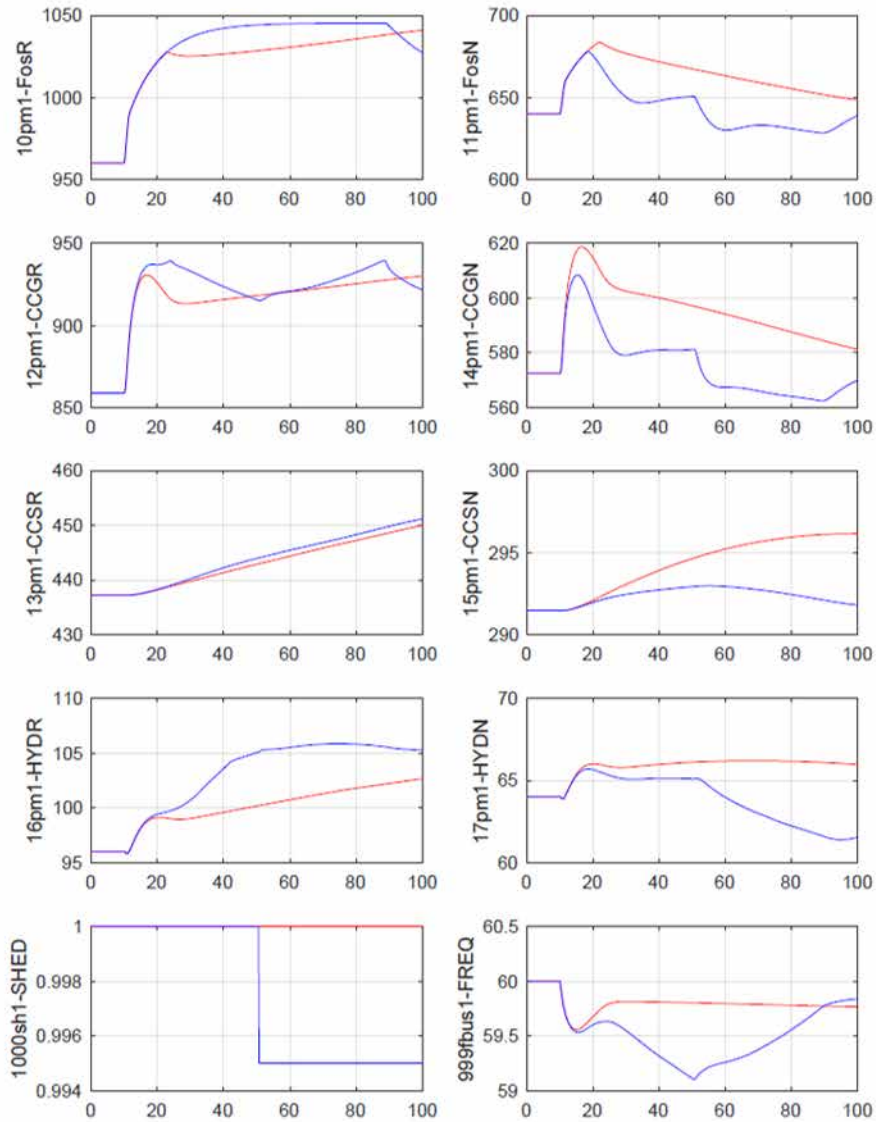 1050
1000
950
10pm1-FosR
0 20 40 60 80 100
700
650
600
11pm1-FosN
0 20 40 60 80 100
950
900
850
12pm1-CCGR
0 20 40 60 80 100
620
600
580
560
14pm1-CCGN
0 20 40 60 80 100
460
450
440
430
13pm1-CCSR
0 20 40 60 80 100
300
295
290
15pm1-CCSN
0 20 40 60 80 100
110
105
100
95
16pm1-HYDR
0 20 40 60 80 100
70
65
60
17pm1-HYDN
0 20 40 60 80 100
1
0.998
0.996
0.994
1000sh1-SHED
0 20 40 60 80 100
60.5
60
59.5
59
999fbus1-FREQ
0 20 40 60 80 100